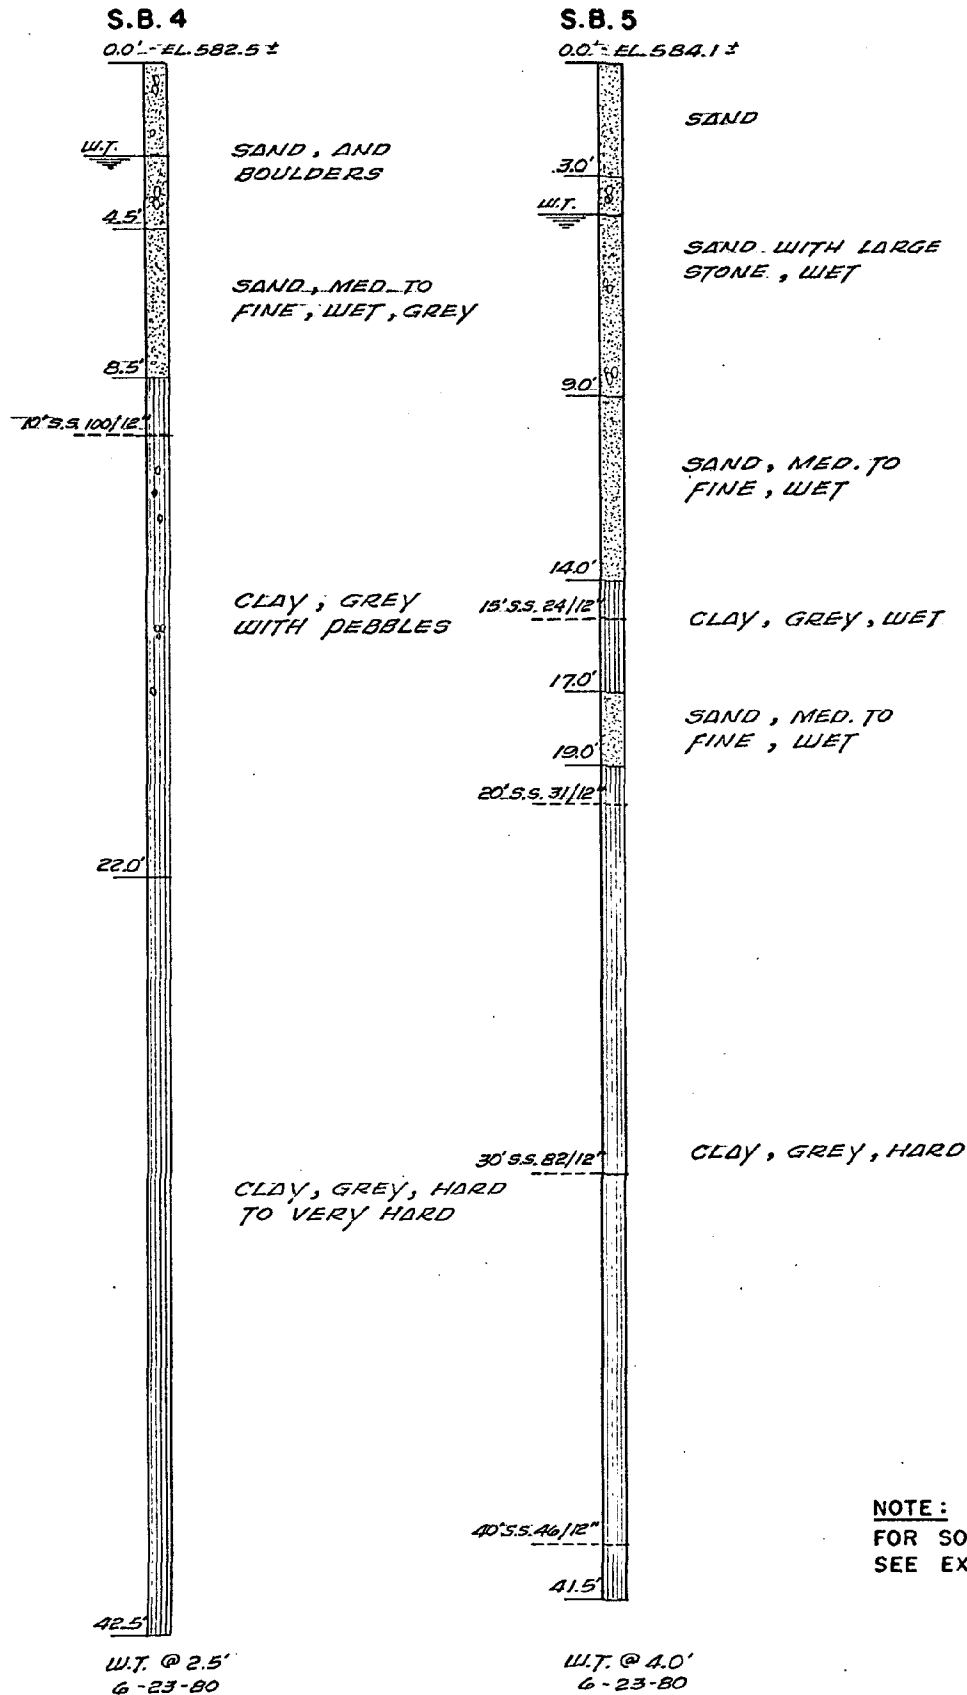 S.B. 4
0.0' - EL. 582.5 ±
W.T.
SAND, AND
BOULDERS
4.5'
SAND, MED. TO
FINE, WET, GREY
8.5'
10' S.S. 100/12"
CLAY, GREY
WITH PEBBLES
22.0'
CLAY, GREY, HARD
TO VERY HARD
42.5'
W.T. @ 2.5'
6-23-80
S.B. 5
0.0' - EL. 584.1 ±
SAND
3.0'
W.T.
SAND WITH LARGE
STONE, WET
9.0'
SAND, MED. TO
FINE, WET
14.0'
15' S.S. 24/12"
CLAY, GREY, WET
17.0'
SAND, MED. TO
FINE, WET
19.0'
20' S.S. 31/12"
30' S.S. 82/12"
CLAY, GREY, HARD
40' S.S. 46/12"
41.5'
W.T. @ 4.0'
6-23-80
NOTE:
FOR SO
SEE EX